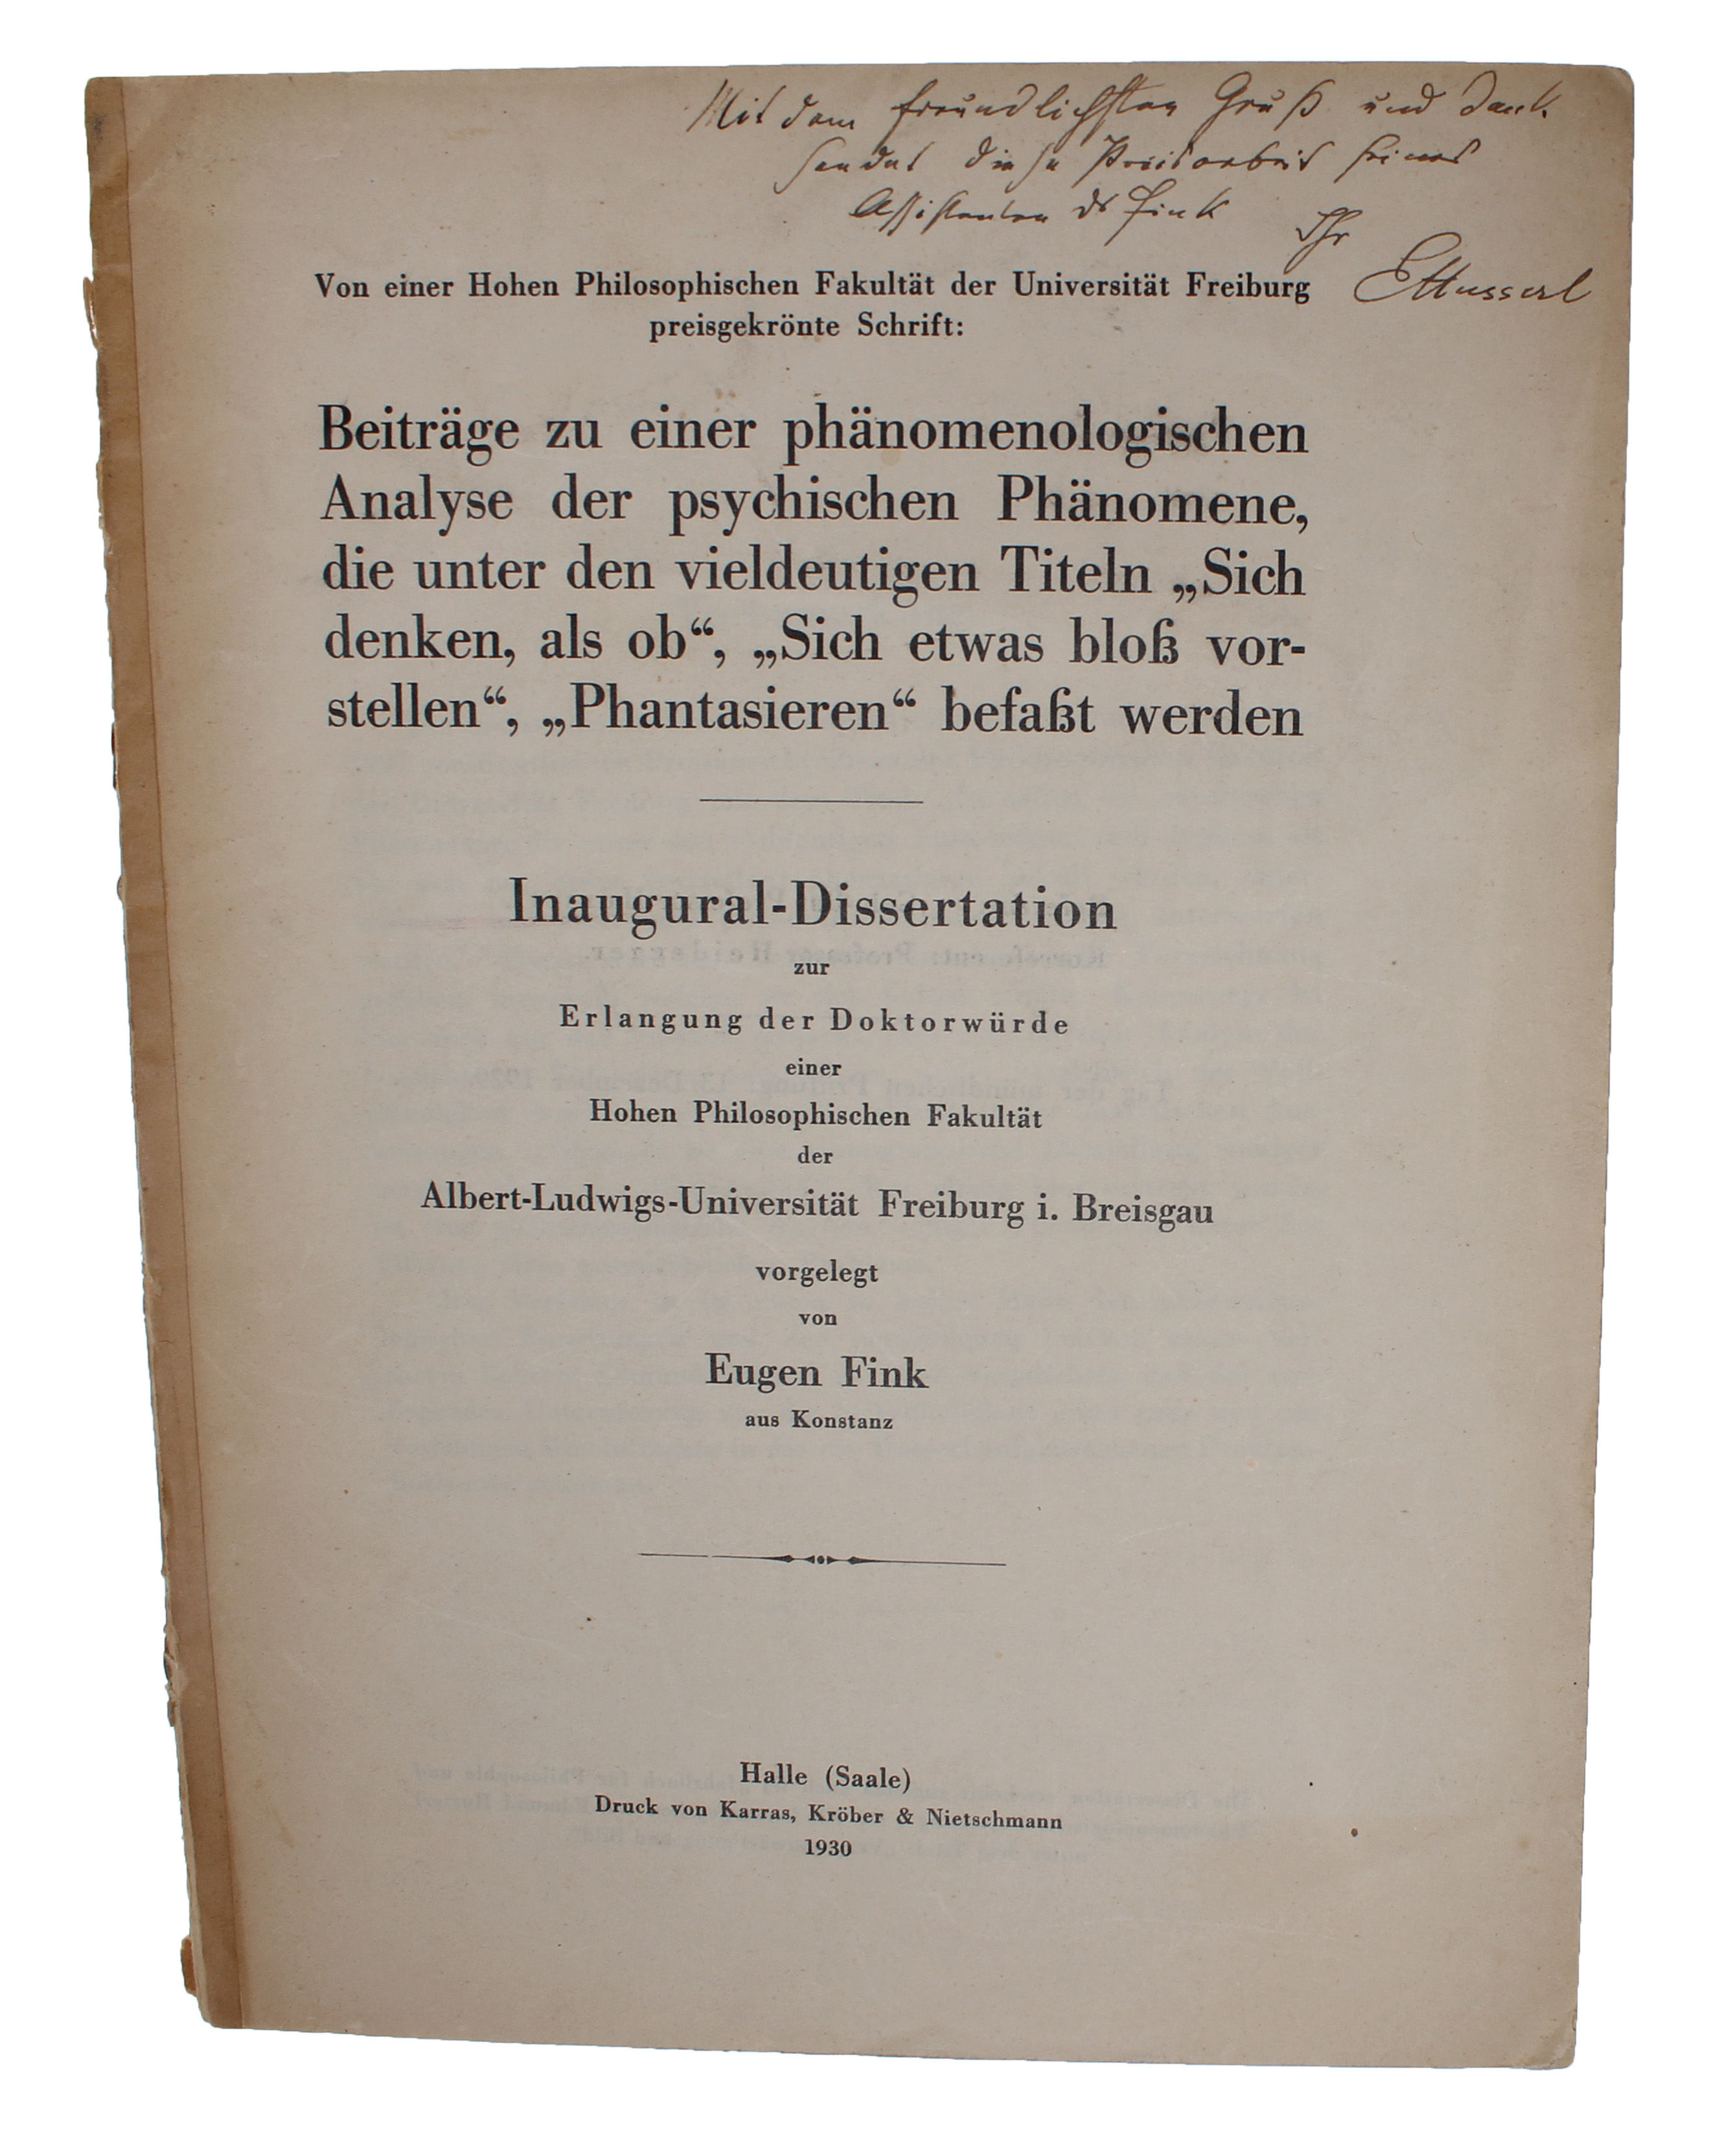 Mit dem freundlichsten Gruß und Dank
sendet diese Preisarbeit seines
Assistenten Dr Fink Ihr
EHusserl
Von einer Hohen Philosophischen Fakultät der Universität Freiburg
preisgekrönte Schrift:
Beiträge zu einer phänomenologischen
Analyse der psychischen Phänomene,
die unter den vieldeutigen Titeln „Sich
denken, als ob“, „Sich etwas bloß vor-
stellen“, „Phantasieren“ befaßt werden
Inaugural-Dissertation
zur
Erlangung der Doktorwürde
einer
Hohen Philosophischen Fakultät
der
Albert-Ludwigs-Universität Freiburg i. Breisgau
vorgelegt
von
Eugen Fink
aus Konstanz
Halle (Saale)
Druck von Karras, Kröber & Nietschmann
1930